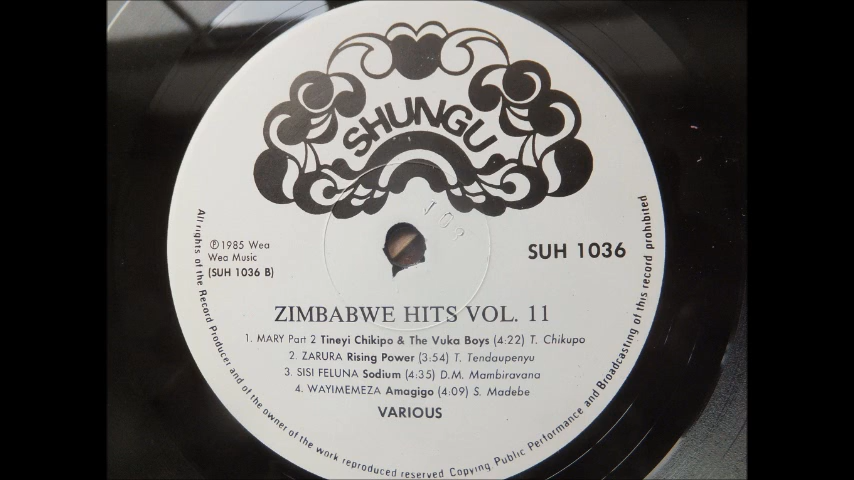 SHUNGU
℗ 1985 Wea
Wea Music
(SUH 1036 B)
SUH 1036
ZIMBABWE HITS VOL. 11
1. MARY Part 2 Tineyi Chikipo & The Vuka Boys (4:22) T. Chikupo
2. ZARURA Rising Power (3:54) T. Tendaupenyu
3. SISI FELUNA Sodium (4:35) D.M. Mambiravana
4. WAYIMEMEZA Amagigo (4:09) S. Madebe
VARIOUS
All rights of the Record Producer and of the owner of the work reproduced reserved. Copying, Public Performance and Broadcasting of this record prohibited